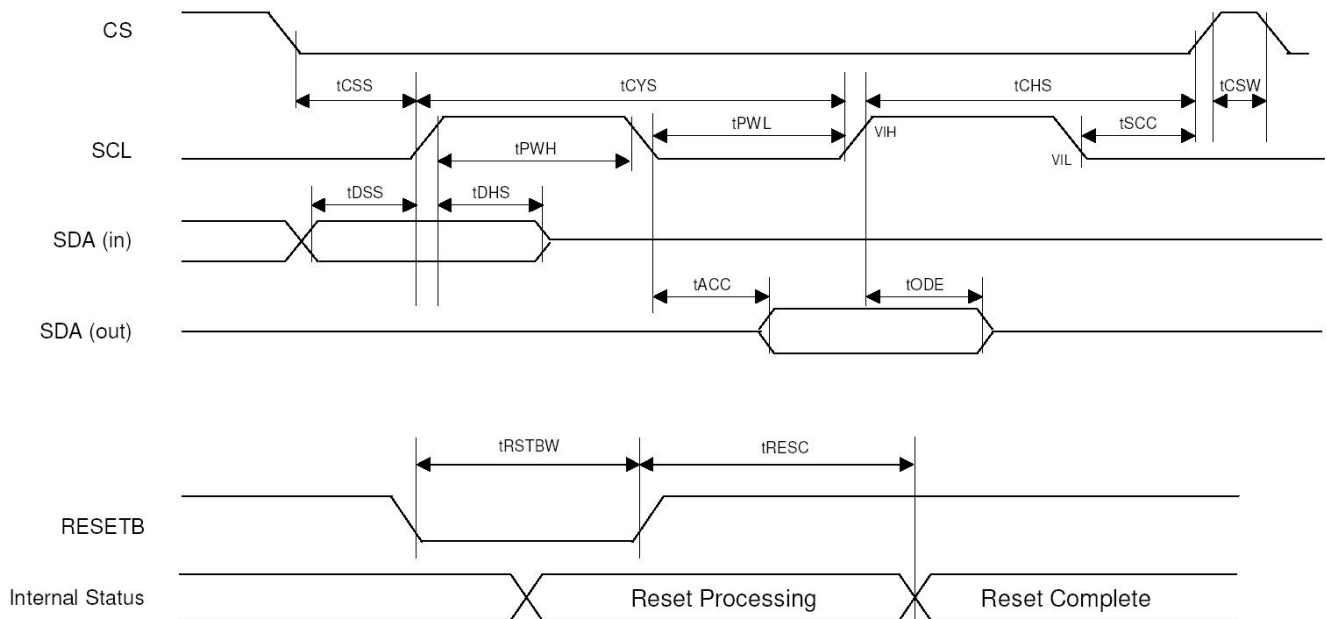 CS
tCSS
tCYS
tCHS
tCSW
SCL
tPWH
tPWL
VIH
VIL
tSCC
tDSS
tDHS
SDA (in)
tACC
tODE
SDA (out)
tRSTBW
tRESC
RESETB
Internal Status
Reset Processing
Reset Complete